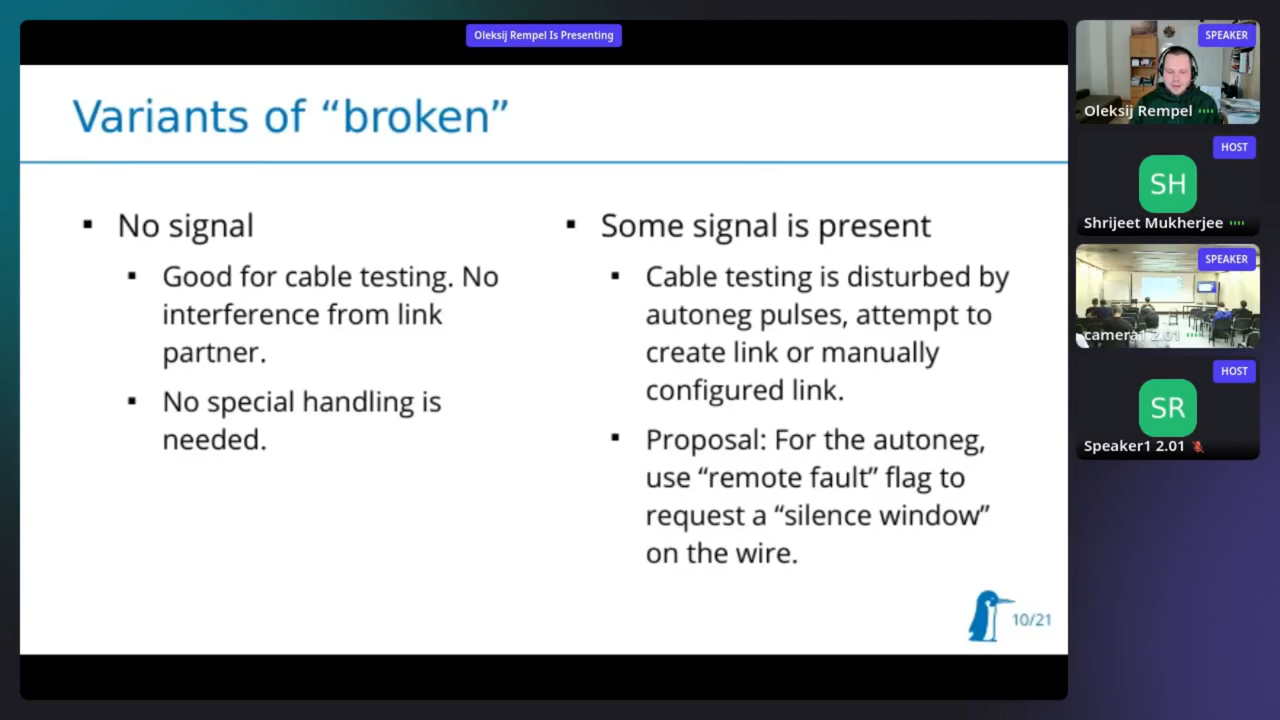 Oleksij Rempel Is Presenting
Variants of “broken”
▪ No signal
▪ Good for cable testing. No
interference from link
partner.
▪ No special handling is
needed.
▪ Some signal is present
▪ Cable testing is disturbed by
autoneg pulses, attempt to
create link or manually
configured link.
▪ Proposal: For the autoneg,
use “remote fault” flag to
request a “silence window”
on the wire.
10/21
SPEAKER
Oleksij Rempel
HOST
SH
Shrijeet Mukherjee
SPEAKER
camera1 2.01
HOST
SR
Speaker1 2.01